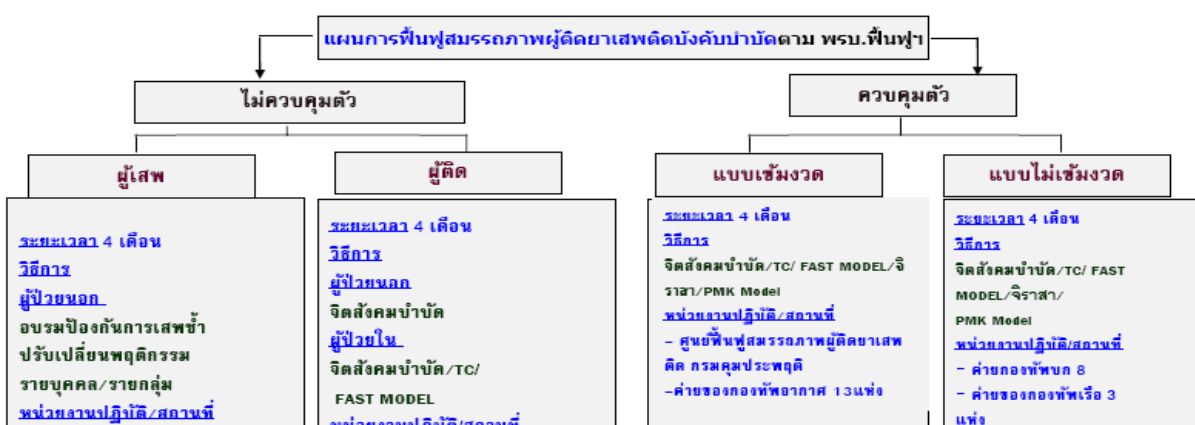 แผนการฟื้นฟูสมรรถภาพผู้ติดยาเสพติดบังคับบำบัดตาม พรบ.ฟื้นฟูฯ
ไม่ควบคุมตัว
ควบคุมตัว
ผู้เสพ
ระยะเวลา 4 เดือน
วิธีการ
ผู้ป่วยนอก
อบรมป้องกันการเสพซ้ำ
ปรับเปลี่ยนพฤติกรรม
รายบุคคล/รายกลุ่ม
หน่วยงานปฏิบัติ/สถานที่
ผู้ติด
ระยะเวลา 4 เดือน
วิธีการ
ผู้ป่วยนอก
จิตสังคมบำบัด
ผู้ป่วยใน
จิตสังคมบำบัด/TC/
FAST MODEL
หน่วยงานปฏิบัติ/สถานที่
แบบเข้มงวด
ระยะเวลา 4 เดือน
วิธีการ
จิตสังคมบำบัด/TC/ FAST MODEL/จิ
ราสา/PMK Model
หน่วยงานปฏิบัติ/สถานที่
- ศูนย์ฟื้นฟูสมรรถภาพผู้ติดยาเสพ
ติด กรมคุมประพฤติ
-ค่ายของกองทัพอากาศ 13แห่ง
แบบไม่เข้มงวด
ระยะเวลา 4 เดือน
วิธีการ
จิตสังคมบำบัด/TC/ FAST
MODEL/จิราสา/
PMK Model
หน่วยงานปฏิบัติ/สถานที่
- ค่ายกองทัพบก 8
- ค่ายของกองทัพเรือ 3
แห่ง